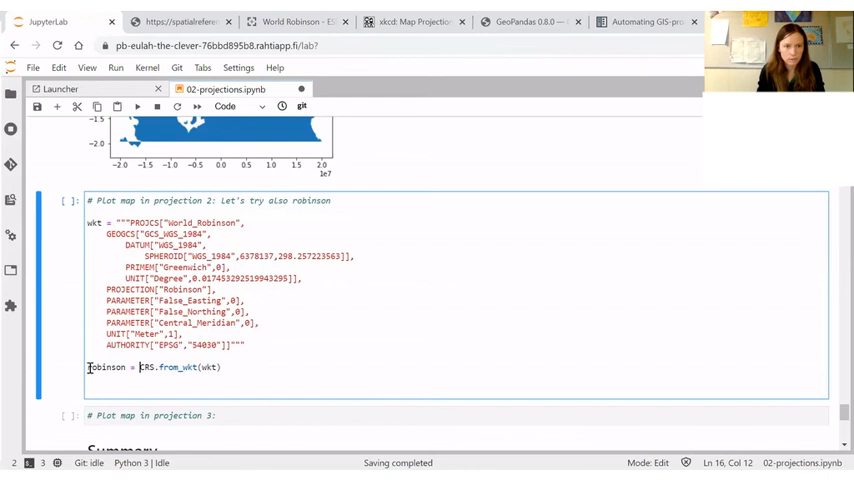 JupyterLab
https://spatialrefere
World Robinson - ES
xkcd: Map Projection
GeoPandas 0.8.0 —
Automating GIS-pro
pb-eulah-the-clever-76bbd895b8.rahtiapp.fi/lab?
File Edit View Run Kernel Git Tabs Settings Help
Launcher
02-projections.ipynb
Code
git
-1.5
-2.0
-2.0 -1.5 -1.0 -0.5 0.0 0.5 1.0 1.5 2.0
1e7
[ ]: # Plot map in projection 2: Let's try also robinson
wkt = """PROJCS["World_Robinson",
GEOGCS["GCS_WGS_1984",
DATUM["WGS_1984",
SPHEROID["WGS_1984",6378137,298.257223563]],
PRIMEM["Greenwich",0],
UNIT["Degree",0.017453292519943295]],
PROJECTION["Robinson"],
PARAMETER["False_Easting",0],
PARAMETER["False_Northing",0],
PARAMETER["Central_Meridian",0],
UNIT["Meter",1],
AUTHORITY["EPSG","54030"]]"""
robinson = CRS.from_wkt(wkt)
[ ]: # Plot map in projection 3:
Summary
2 3 Git: idle Python 3 | Idle Saving completed Mode: Edit Ln 16, Col 12 02-projections.ipynb